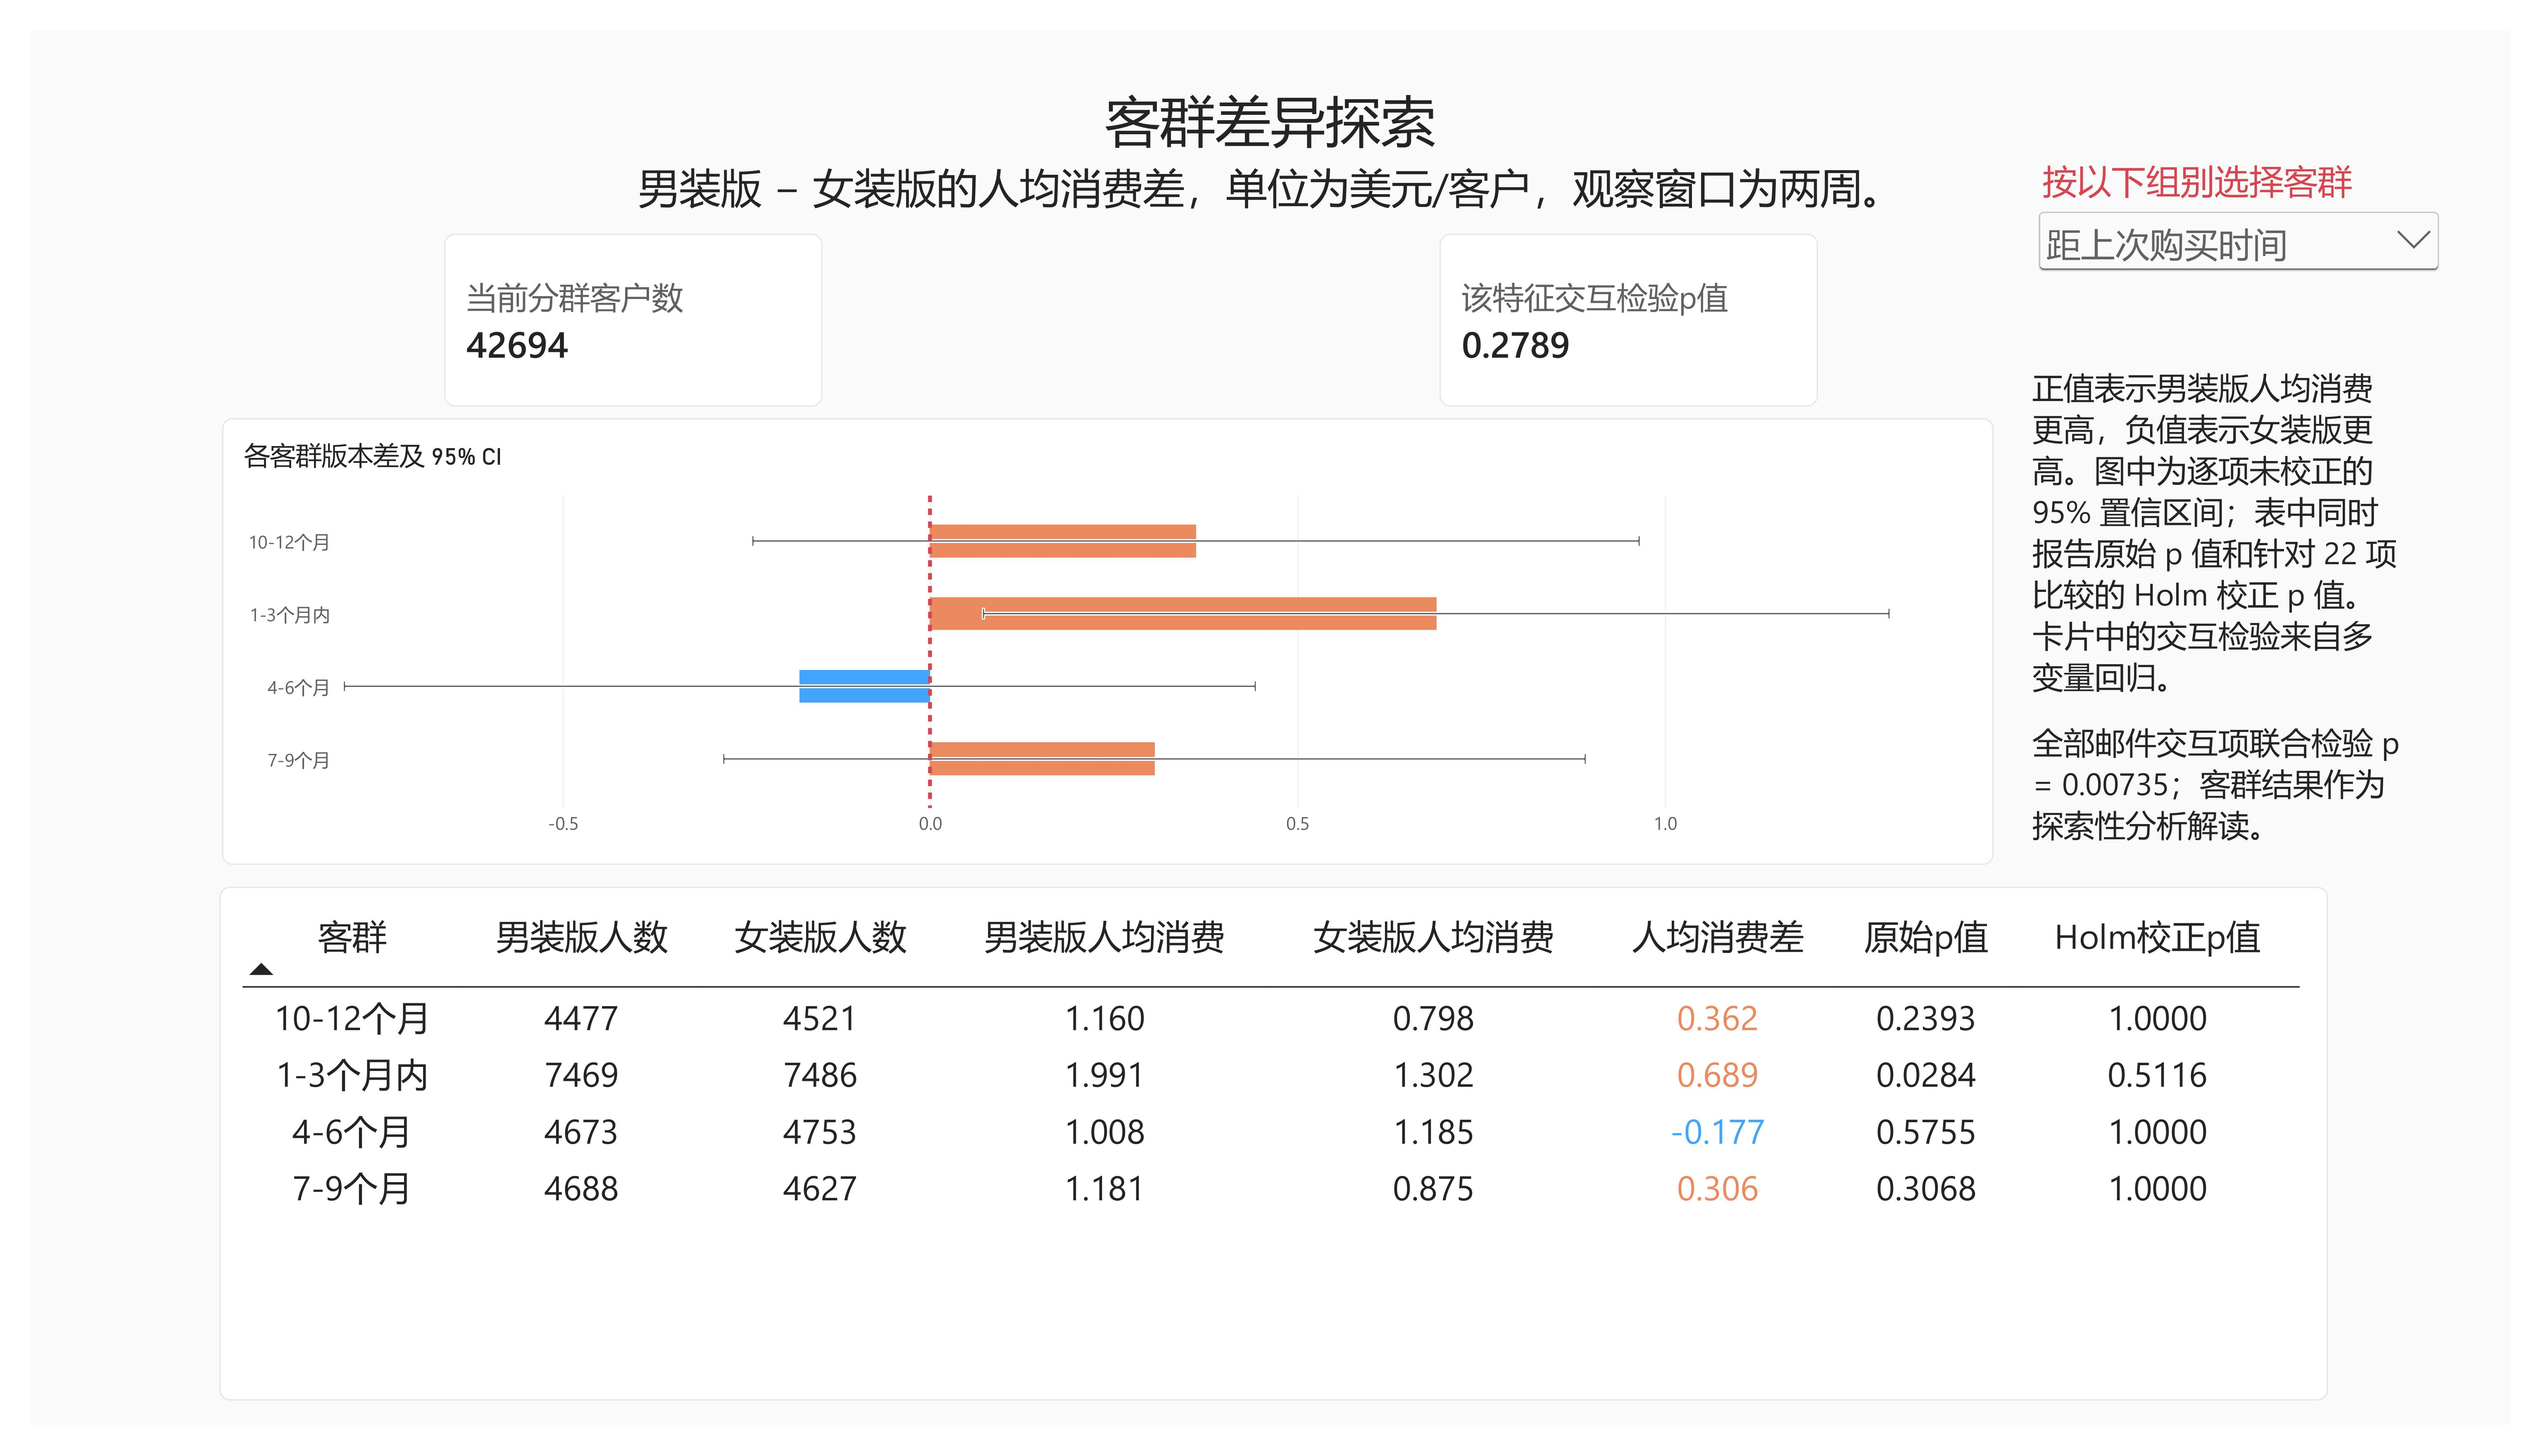 客群差异探索
男装版 – 女装版的人均消费差，单位为美元/客户，观察窗口为两周。
按以下组别选择客群
距上次购买时间
当前分群客户数
42694
该特征交互检验p值
0.2789
各客群版本差及 95% CI
10-12个月
1-3个月内
4-6个月
7-9个月
-0.5 0.0 0.5 1.0
正值表示男装版人均消费
更高，负值表示女装版更
高。图中为逐项未校正的
95% 置信区间；表中同时
报告原始 p 值和针对 22 项
比较的 Holm 校正 p 值。
卡片中的交互检验来自多
变量回归。
全部邮件交互项联合检验 p
= 0.00735；客群结果作为
探索性分析解读。
客群 男装版人数 女装版人数 男装版人均消费 女装版人均消费 人均消费差 原始p值 Holm校正p值
10-12个月 4477 4521 1.160 0.798 0.362 0.2393 1.0000
1-3个月内 7469 7486 1.991 1.302 0.689 0.0284 0.5116
4-6个月 4673 4753 1.008 1.185 -0.177 0.5755 1.0000
7-9个月 4688 4627 1.181 0.875 0.306 0.3068 1.0000